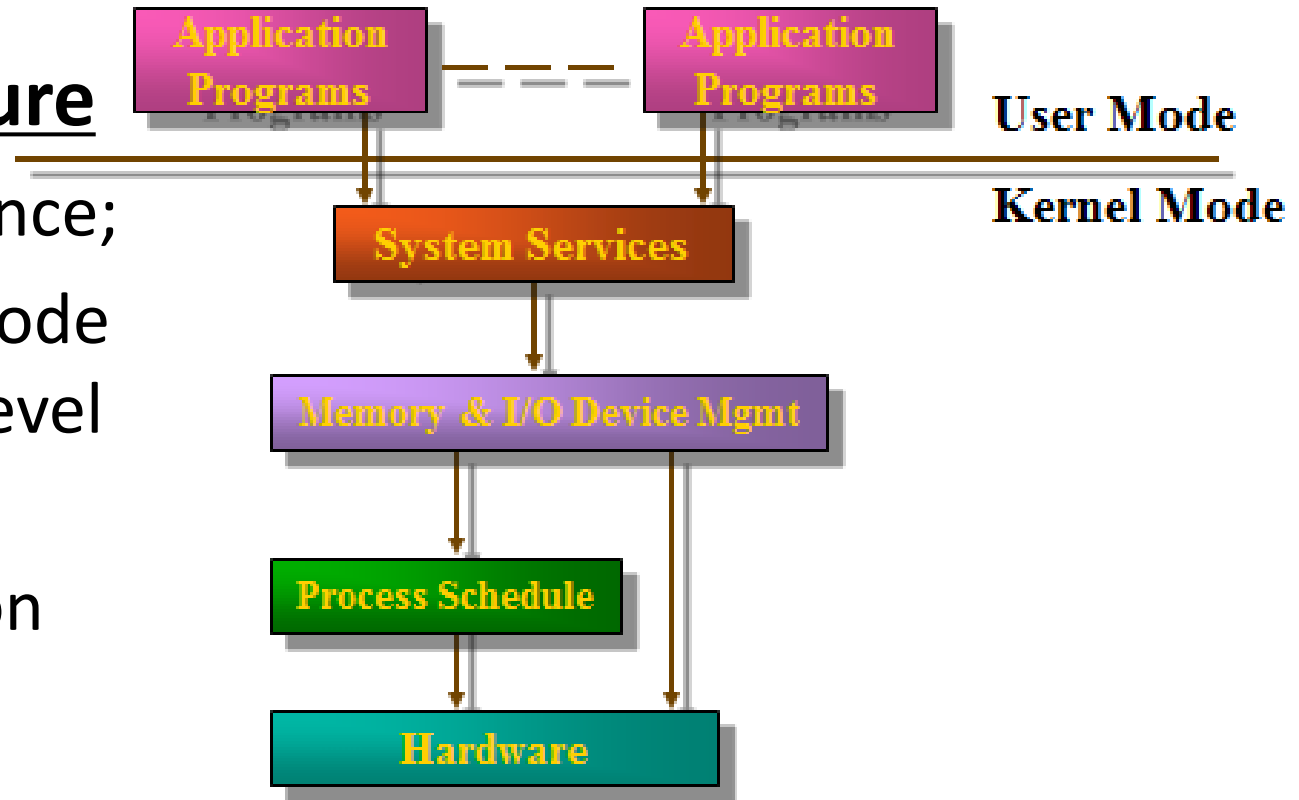 Application
Programs
Application
Programs
ure
User Mode
nce;
Kernel Mode
System Services
ode
evel
Memory & I/O Device Mgmt
Process Schedule
on
Hardware